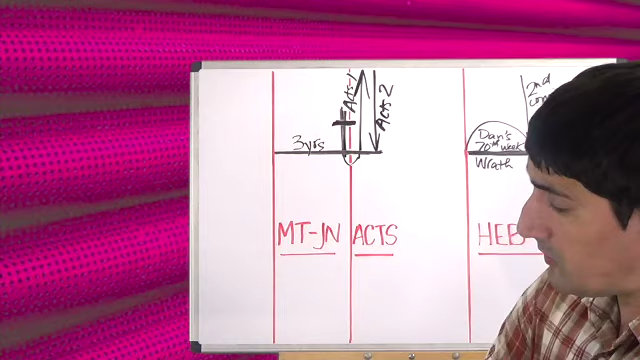 3yrs
Acts 1
Acts 2
Dan's
70th week
Wrath
2nd
MT-JN
ACTS
HEB